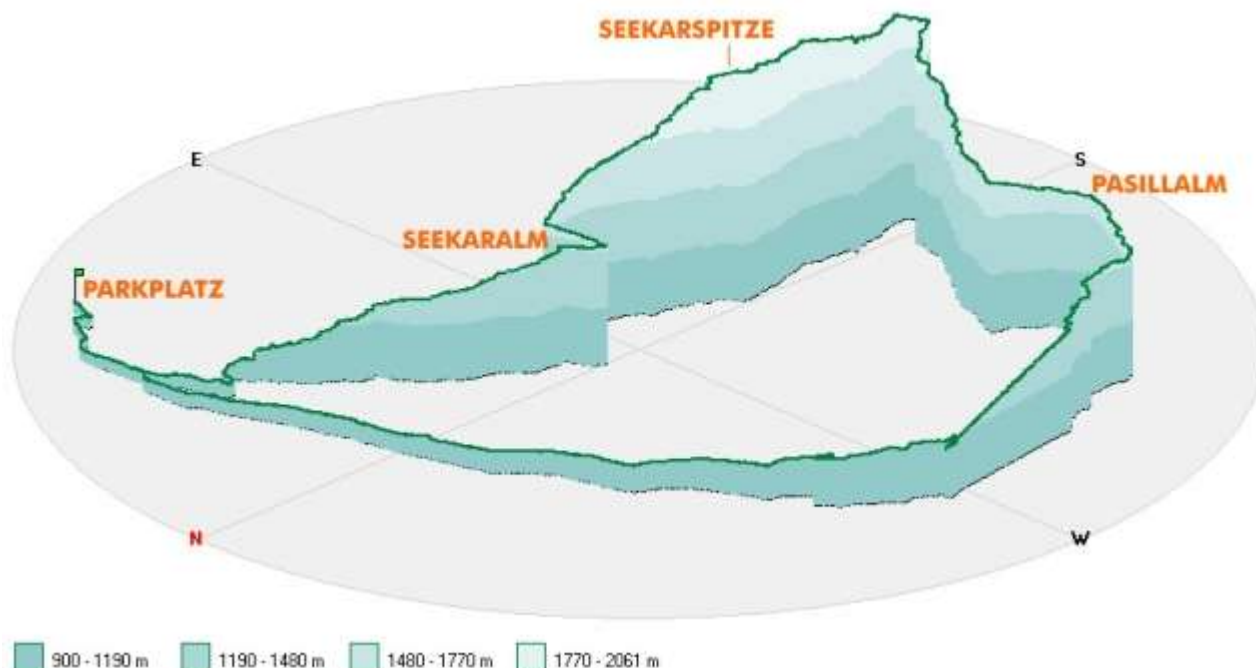 SEEKARSPITZE
E
S
PASILLALM
SEEKARALM
PARKPLATZ
N
W
900 - 1190 m
1190 - 1480 m
1480 - 1770 m
1770 - 2061 m